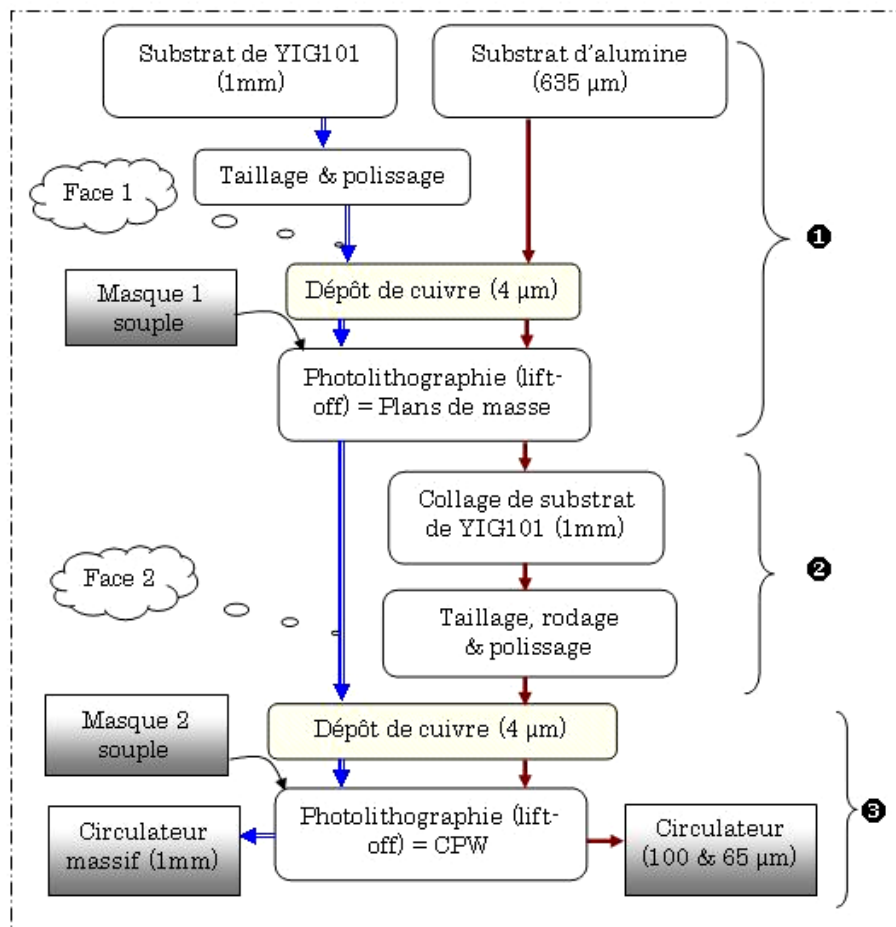 Substrat de YIG101
(1mm)
Substrat d'alumine
(635 µm)
Taillage & polissage
Face 1
❶
Dépôt de cuivre (4 µm)
Masque 1
souple
Photolithographie (lift-
off) = Plans de masse
Collage de substrat
de YIG101 (1mm)
❷
Face 2
Taillage, rodage
& polissage
Masque 2
souple
Dépôt de cuivre (4 µm)
❸
Photolithographie (lift-
off) = CPW
Circulateur
massif (1mm)
Circulateur
(100 & 65 µm)